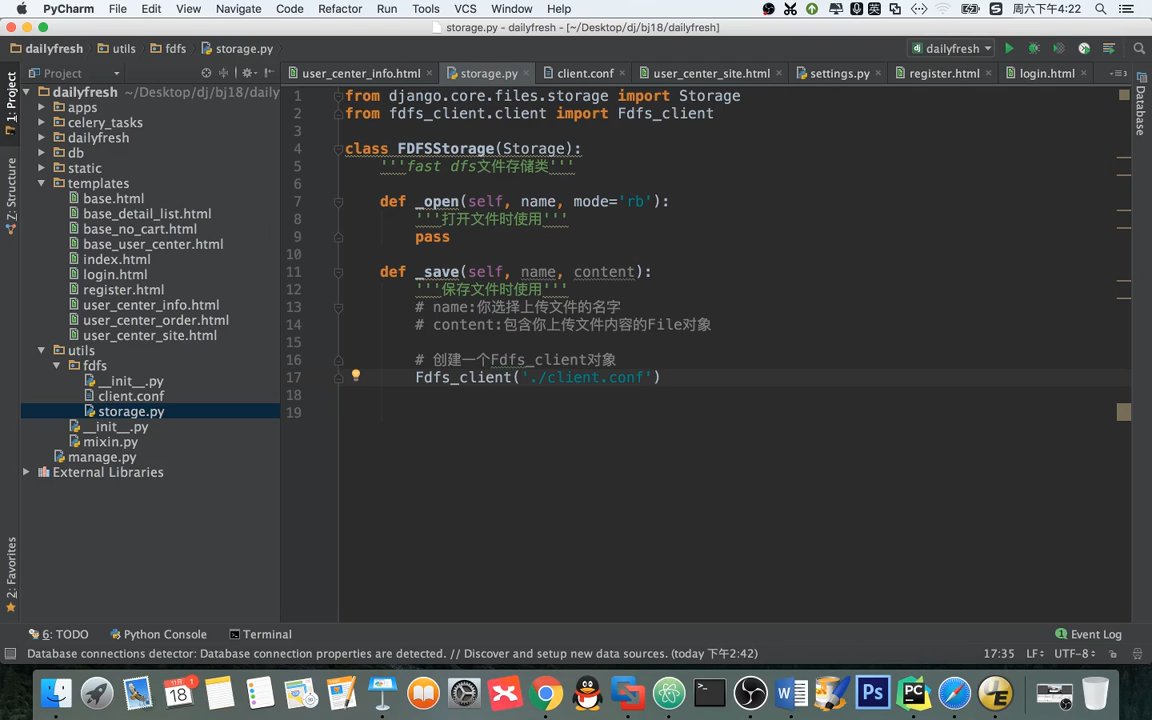 PyCharm File Edit View Navigate Code Refactor Run Tools VCS Window Help 周六下午4:22
storage.py - dailyfresh - [~/Desktop/dj/bj18/dailyfresh]
dailyfresh utils fdfs storage.py dailyfresh
Project user_center_info.html storage.py client.conf user_center_site.html settings.py register.html login.html
1: Project
Z: Structure
2: Favorites
Database
dailyfresh ~/Desktop/dj/bj18/daily
apps
celery_tasks
dailyfresh
db
static
templates
base.html
base_detail_list.html
base_no_cart.html
base_user_center.html
index.html
login.html
register.html
user_center_info.html
user_center_order.html
user_center_site.html
utils
fdfs
__init__.py
client.conf
storage.py
__init__.py
mixin.py
manage.py
External Libraries
1 from django.core.files.storage import Storage
2 from fdfs_client.client import Fdfs_client
3
4 class FDFSStorage(Storage):
5 '''fast dfs文件存储类'''
6
7 def _open(self, name, mode='rb'):
8 '''打开文件时使用'''
9 pass
10
11 def _save(self, name, content):
12 '''保存文件时使用'''
13 # name:你选择上传文件的名字
14 # content:包含你上传文件内容的File对象
15
16 # 创建一个Fdfs_client对象
17 Fdfs_client('./client.conf')
18
19
6: TODO Python Console Terminal 1 Event Log
Database connections detector: Database connection properties are detected. // Discover and setup new data sources. (today 下午2:42) 17:35 LF UTF-8
18
Ps PC